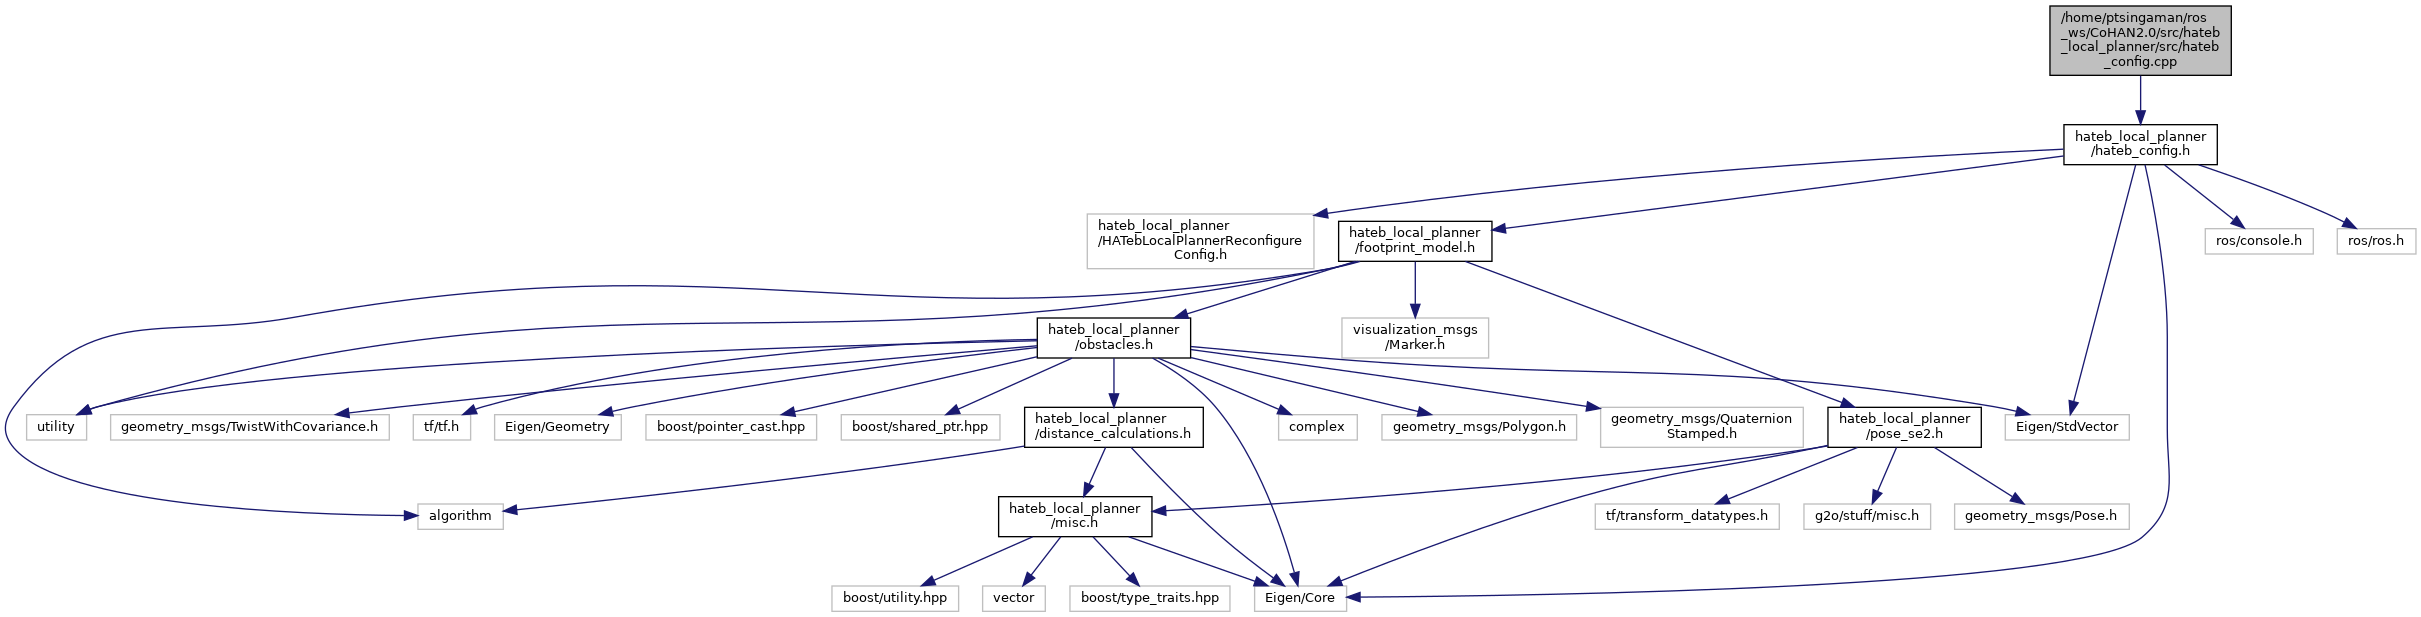 /home/ptsingaman/ros
_ws/CoHAN2.0/src/hateb
_local_planner/src/hateb
_config.cpp
hateb_local_planner
/hateb_config.h
hateb_local_planner
/HATebLocalPlannerReconfigure
Config.h
hateb_local_planner
/footprint_model.h
ros/console.h
ros/ros.h
hateb_local_planner
/obstacles.h
visualization_msgs
/Marker.h
utility
geometry_msgs/TwistWithCovariance.h
tf/tf.h
Eigen/Geometry
boost/pointer_cast.hpp
boost/shared_ptr.hpp
hateb_local_planner
/distance_calculations.h
complex
geometry_msgs/Polygon.h
geometry_msgs/Quaternion
Stamped.h
hateb_local_planner
/pose_se2.h
Eigen/StdVector
algorithm
hateb_local_planner
/misc.h
tf/transform_datatypes.h
g2o/stuff/misc.h
geometry_msgs/Pose.h
boost/utility.hpp
vector
boost/type_traits.hpp
Eigen/Core